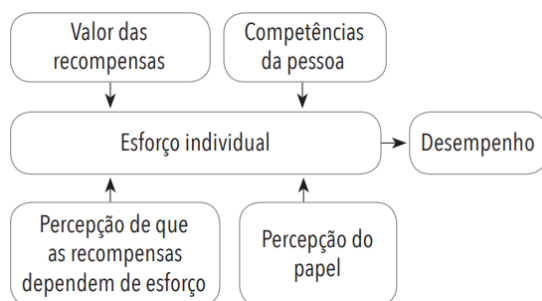 Valor das
recompensas
Competências
da pessoa
Esforço individual
Desempenho
Percepção de que
as recompensas
dependem de esforço
Percepção do
papel